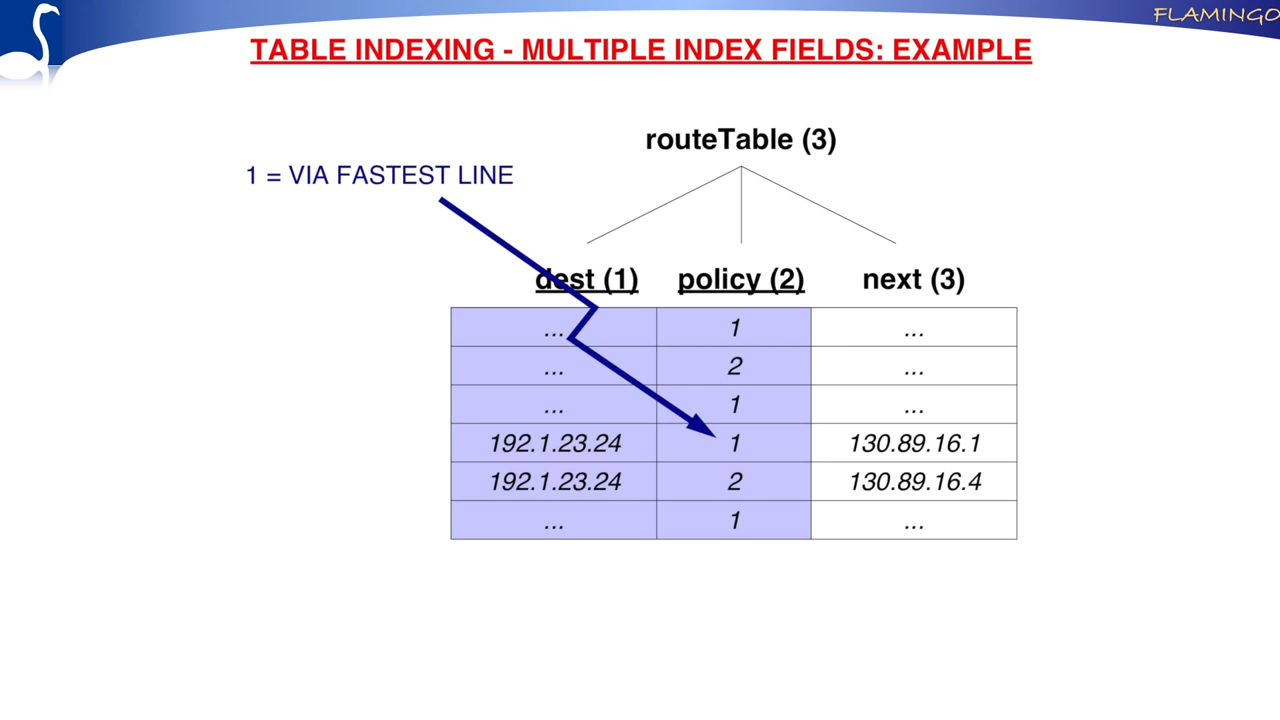 FLAMINGO
TABLE INDEXING - MULTIPLE INDEX FIELDS: EXAMPLE
routeTable (3)
1 = VIA FASTEST LINE
dest (1) policy (2) next (3)
... 1 ...
... 2 ...
... 1 ...
192.1.23.24 1 130.89.16.1
192.1.23.24 2 130.89.16.4
... 1 ...